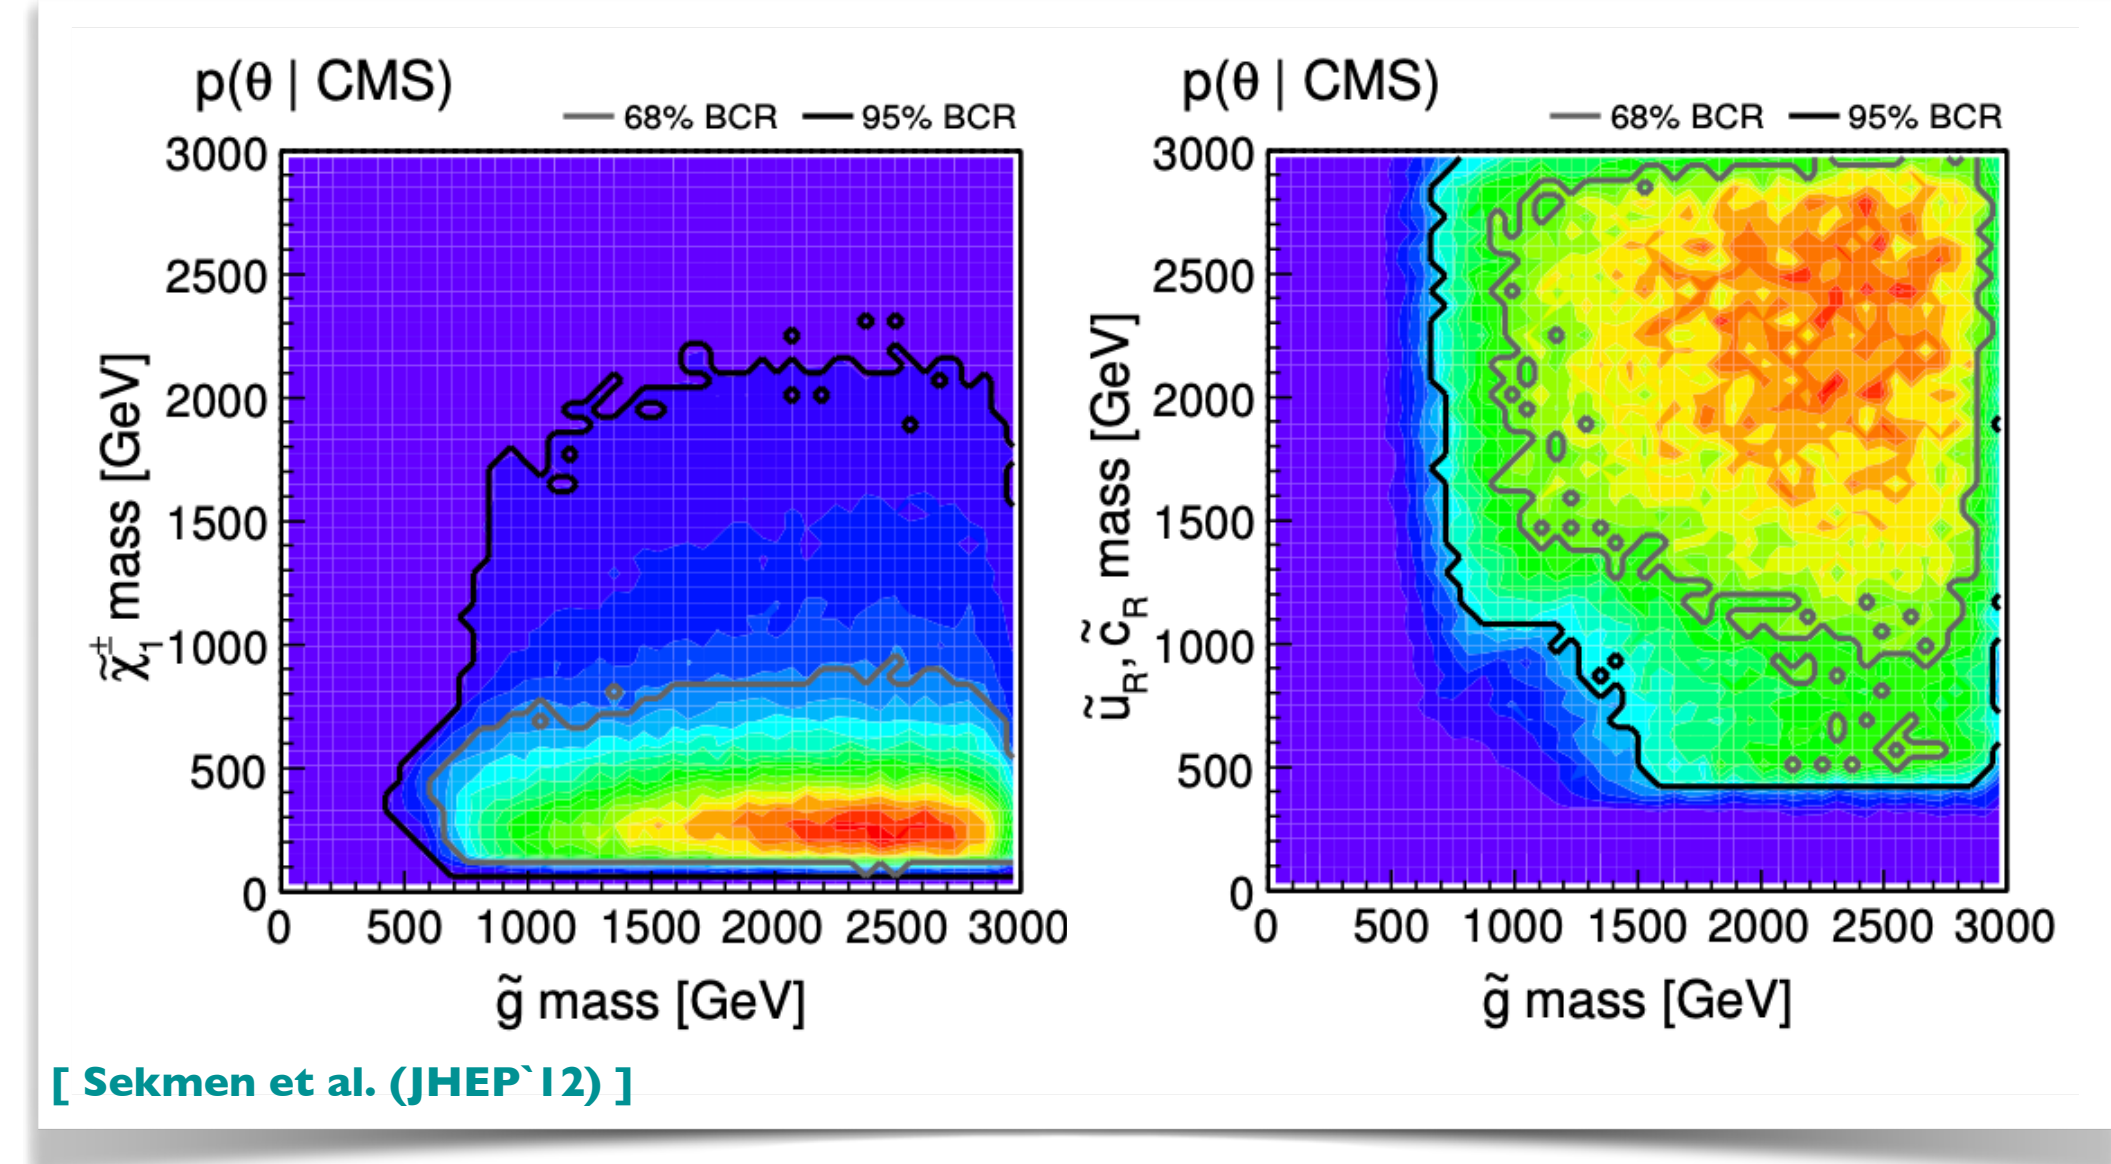 p(θ | CMS)
68% BCR 95% BCR
3000
2500
2000
1500
1000
500
0
χ̃₁± mass [GeV]
0 500 1000 1500 2000 2500 3000
g̃ mass [GeV]
p(θ | CMS)
68% BCR 95% BCR
3000
2500
2000
1500
1000
500
0
ũR, c̃R mass [GeV]
0 500 1000 1500 2000 2500 3000
g̃ mass [GeV]
[ Sekmen et al. (JHEP`12) ]